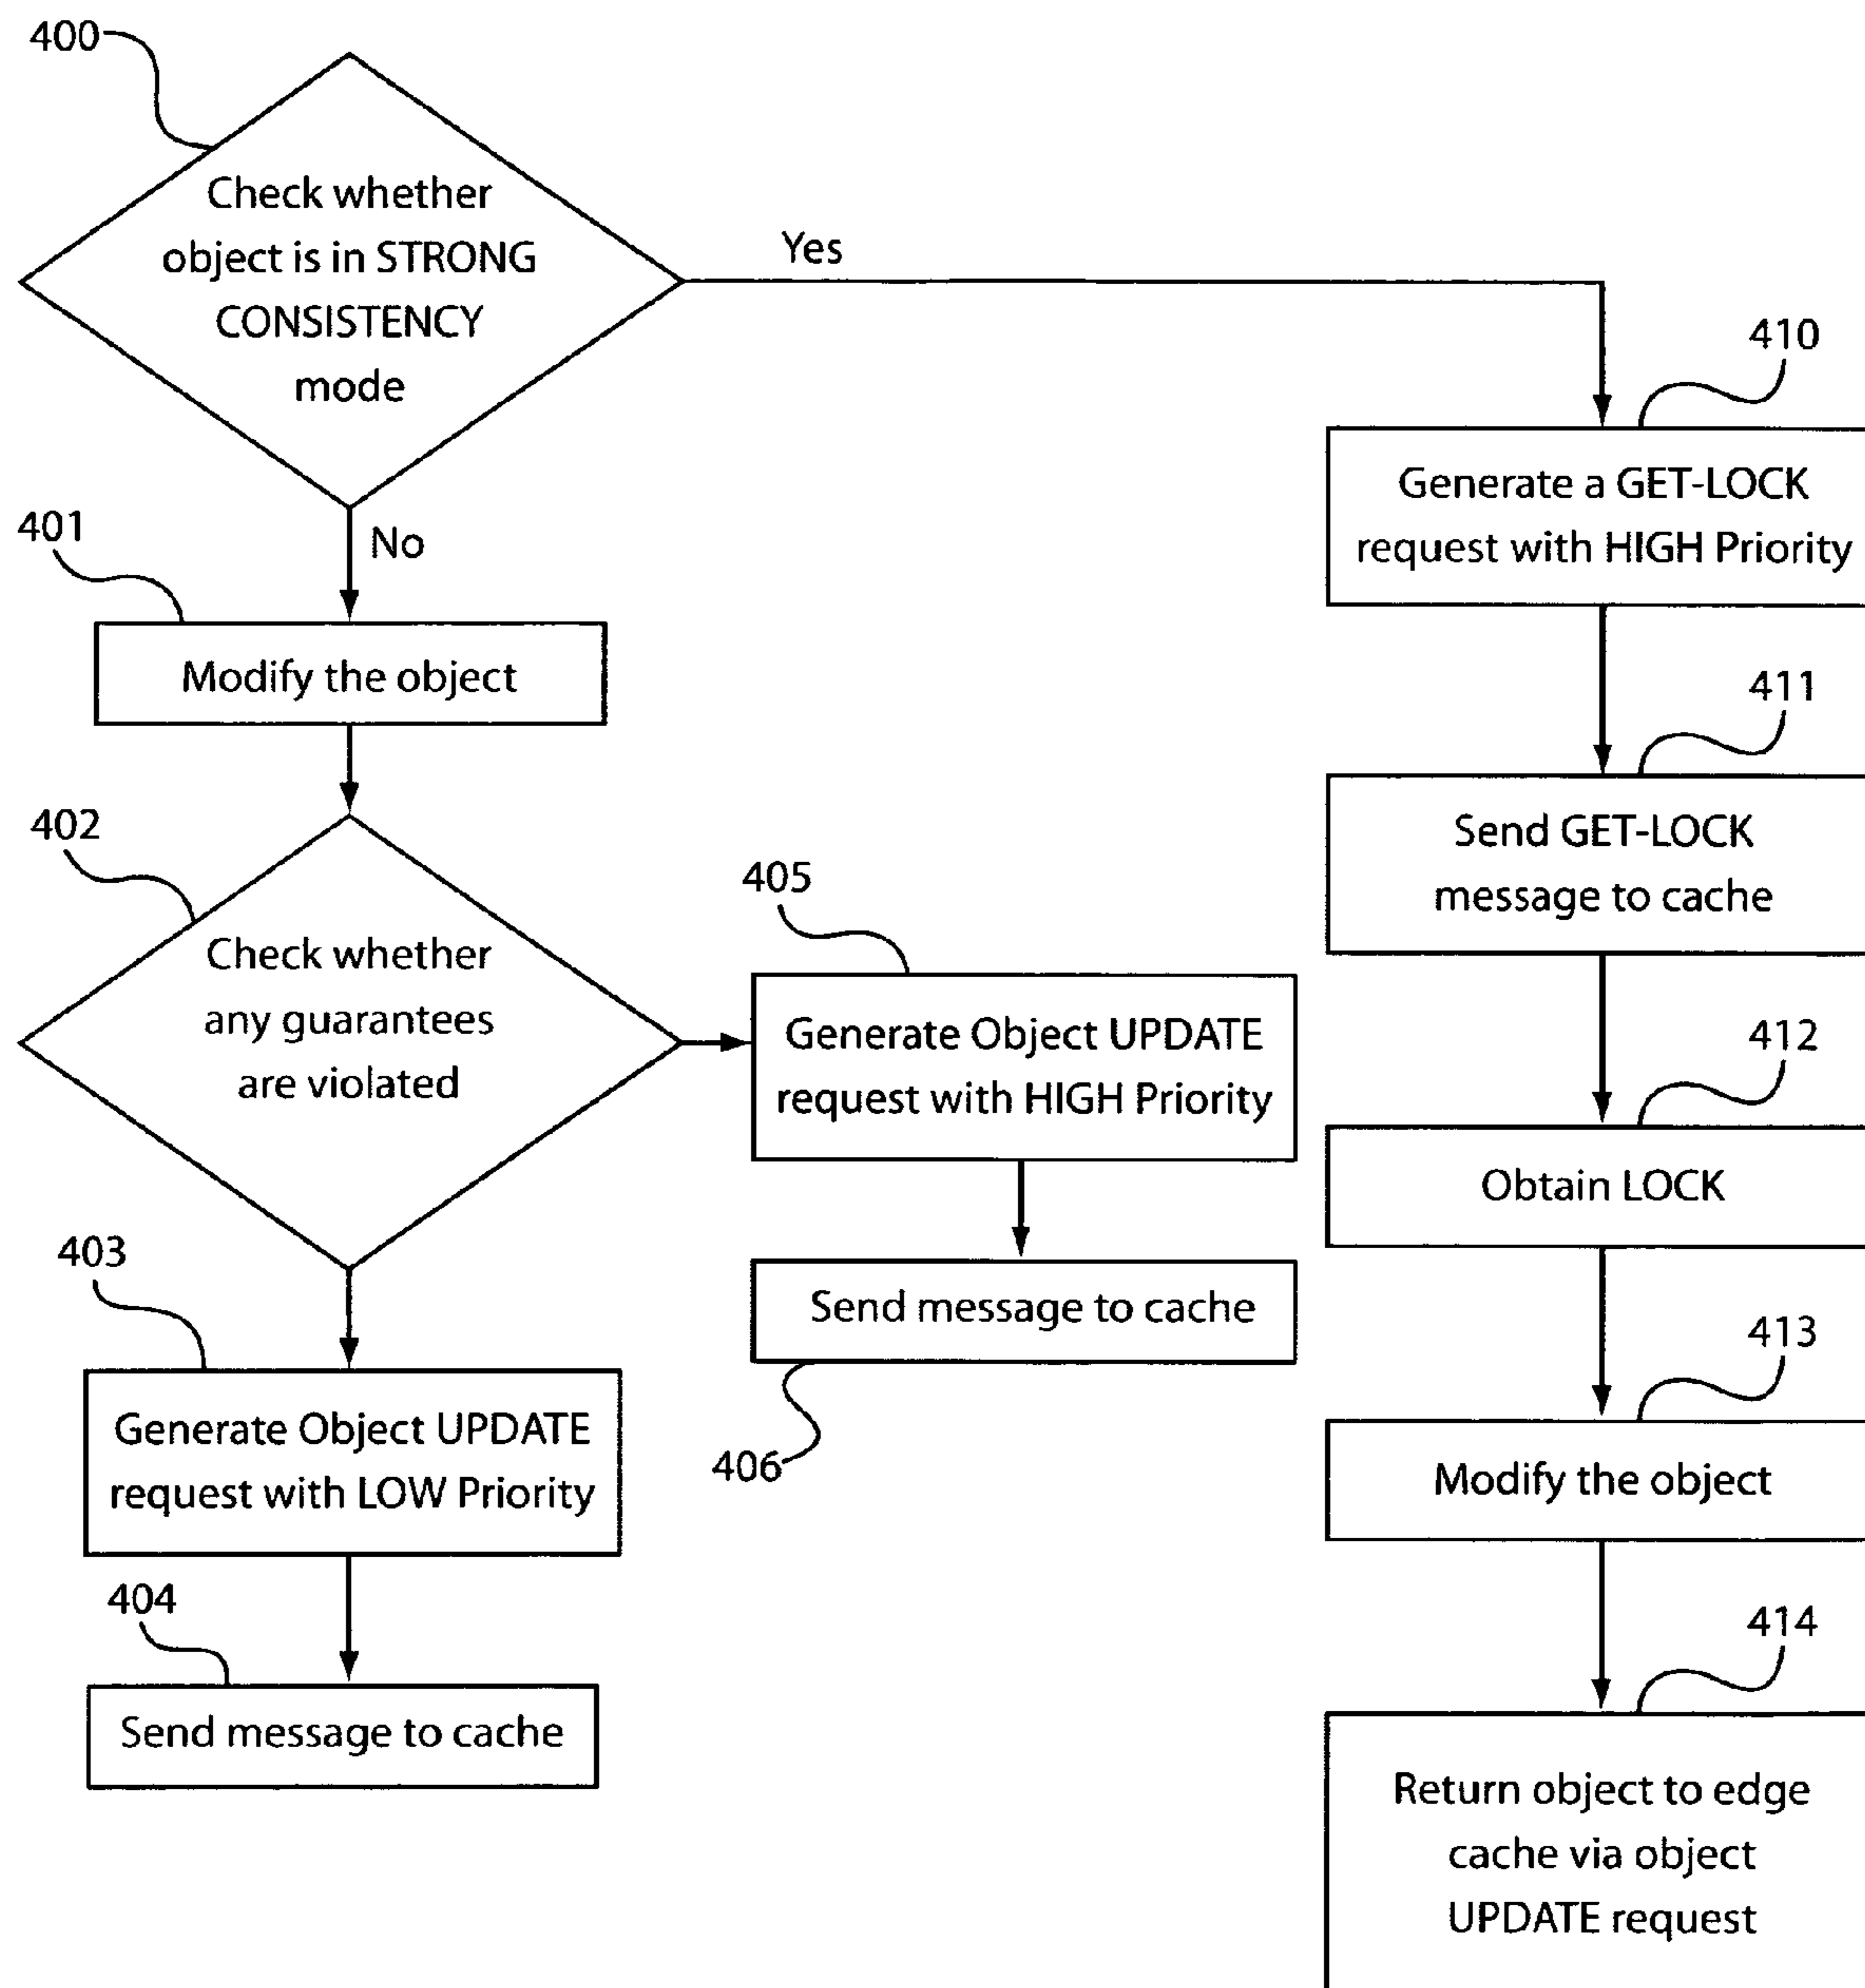 400
Check whether
object is in STRONG
CONSISTENCY
mode
Yes
No
401
Modify the object
402
Check whether
any guarantees
are violated
403
Generate Object UPDATE
request with LOW Priority
404
Send message to cache
405
Generate Object UPDATE
request with HIGH Priority
Send message to cache
406
410
Generate a GET-LOCK
request with HIGH Priority
411
Send GET-LOCK
message to cache
412
Obtain LOCK
413
Modify the object
414
Return object to edge
cache via object
UPDATE request